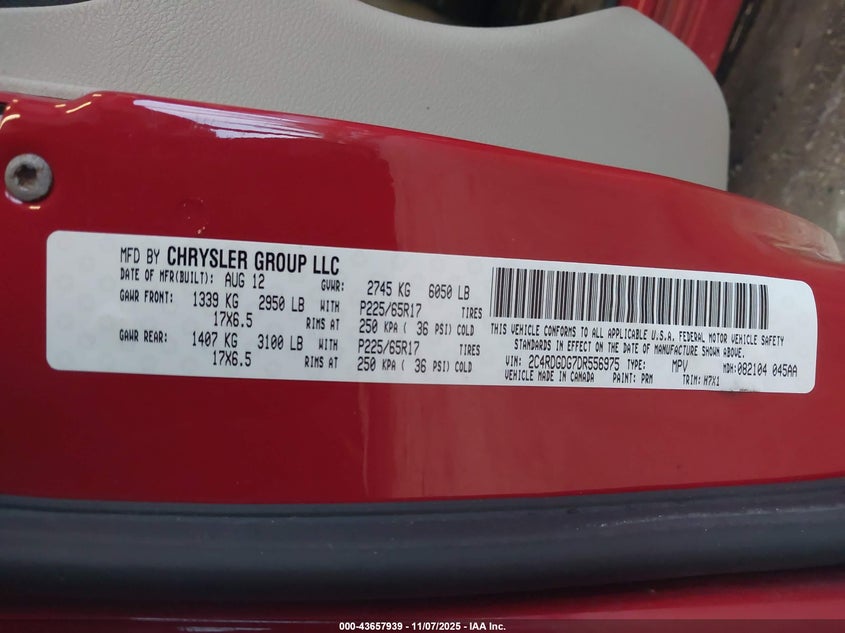 MFD BY CHRYSLER GROUP LLC
DATE OF MFR(BUILT): AUG 12 GVWR: 2745 KG 6050 LB
GAWR FRONT: 1339 KG 2950 LB WITH P225/65R17 TIRES
17X6.5 RIMS AT 250 KPA ( 36 PSI) COLD
GAWR REAR: 1407 KG 3100 LB WITH P225/65R17 TIRES
17X6.5 RIMS AT 250 KPA ( 36 PSI) COLD
THIS VEHICLE CONFORMS TO ALL APPLICABLE U.S.A. FEDERAL MOTOR VEHICLE SAFETY
STANDARDS IN EFFECT ON THE DATE OF MANUFACTURE SHOWN ABOVE.
VIN: 2C4RDGDG7DR556975 TYPE: MPV MDH:082104 045AA
VEHICLE MADE IN CANADA PAINT: PRM TRIM: H7X1
000-43657939 - 11/07/2025 - IAA Inc.